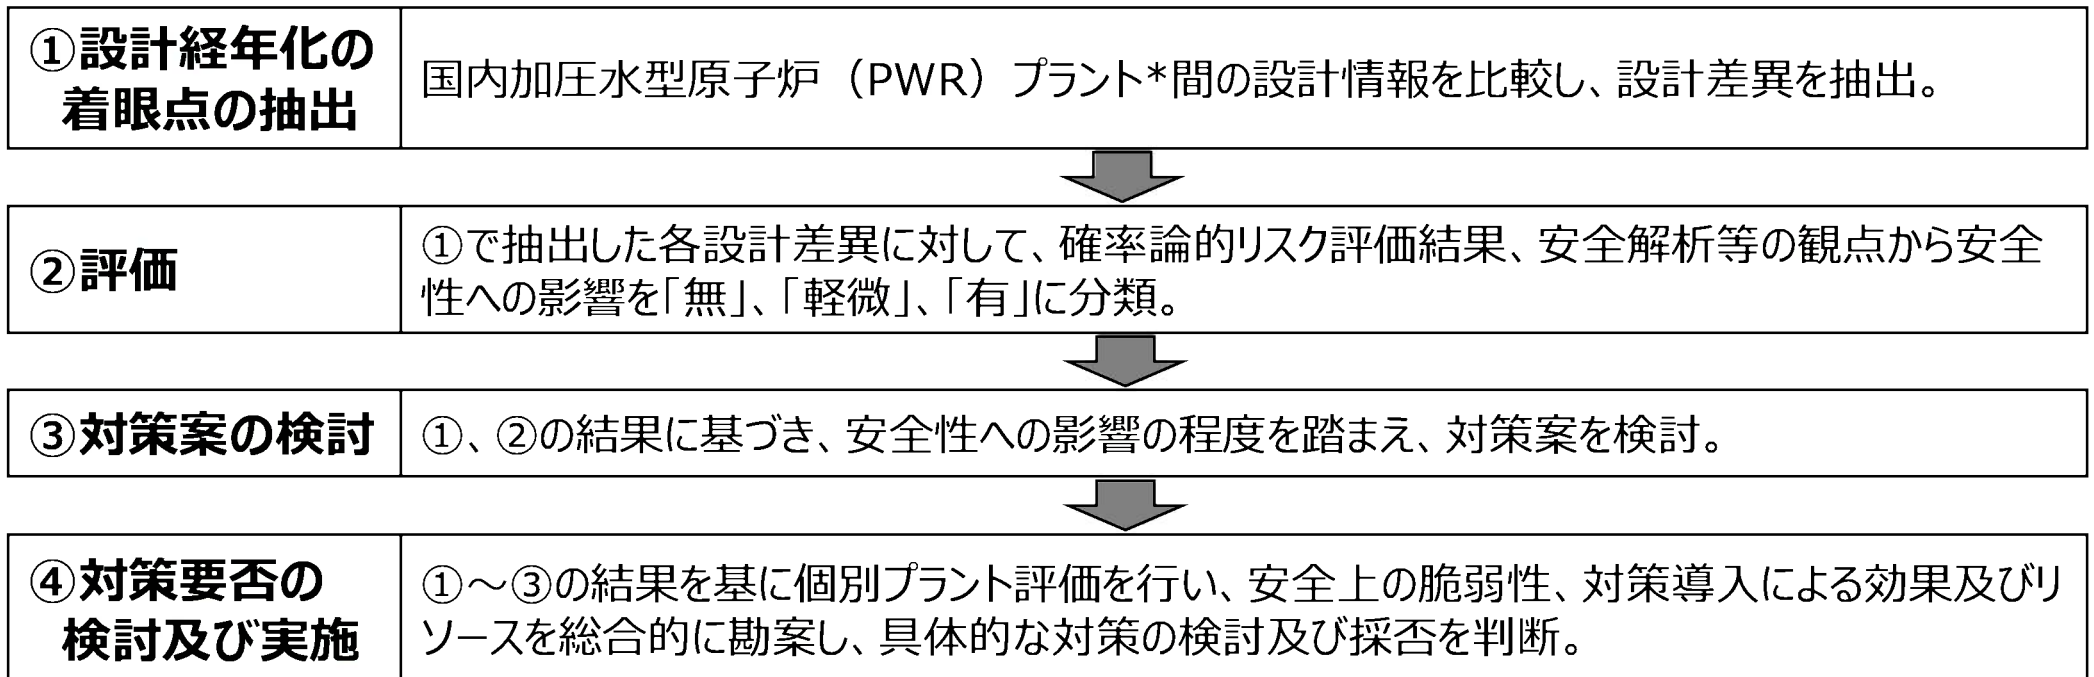 ①設計経年化の
着眼点の抽出
国内加圧水型原子炉（PWR）プラント*間の設計情報を比較し、設計差異を抽出。
②評価
①で抽出した各設計差異に対して、確率論的リスク評価結果、安全解析等の観点から安全
性への影響を「無」、「軽微」、「有」に分類。
③対策案の検討
①、②の結果に基づき、安全性への影響の程度を踏まえ、対策案を検討。
④対策要否の
検討及び実施
①～③の結果を基に個別プラント評価を行い、安全上の脆弱性、対策導入による効果及びリ
ソースを総合的に勘案し、具体的な対策の検討及び採否を判断。